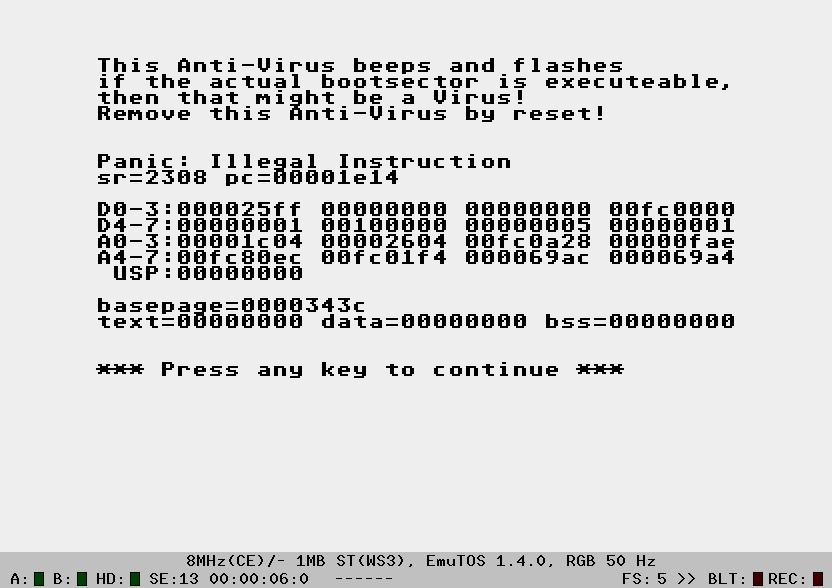 This Anti-Virus beeps and flashes
if the actual bootsector is executeable,
then that might be a Virus!
Remove this Anti-Virus by reset!
Panic: Illegal Instruction
sr=2308 pc=00001e14
D0-3:000025ff 00000000 00000000 00fc0000
D4-7:00000001 00100000 00000005 00000001
A0-3:00001c04 00002604 00fc0a28 00000fae
A4-7:00fc80ec 00fc01f4 000069ac 000069a4
USP:00000000
basepage=0000343c
text=00000000 data=00000000 bss=00000000
*** Press any key to continue ***
8MHz(CE)/- 1MB ST(WS3), EmuTOS 1.4.0, RGB 50 Hz
A: B: HD: SE:13 00:00:06:0 ------ FS: 5 >> BLT: REC: